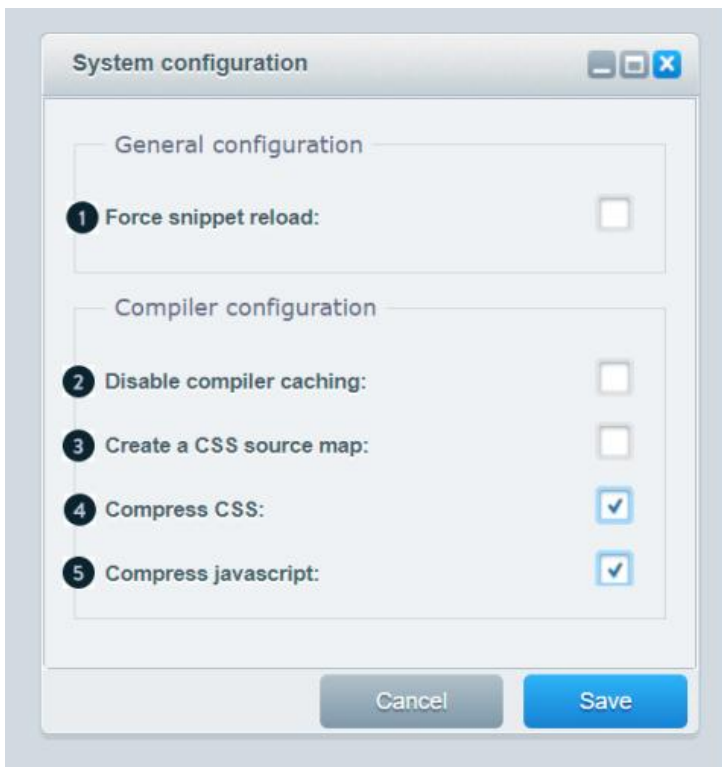 System configuration
General configuration
1 Force snippet reload:
Compiler configuration
2 Disable compiler caching:
3 Create a CSS source map:
4 Compress CSS:
5 Compress javascript:
Cancel Save